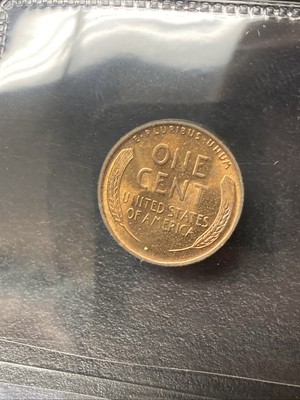 E·PLURIBUS·UNUM
ONE
CENT
UNITED STATES
OF AMERICA